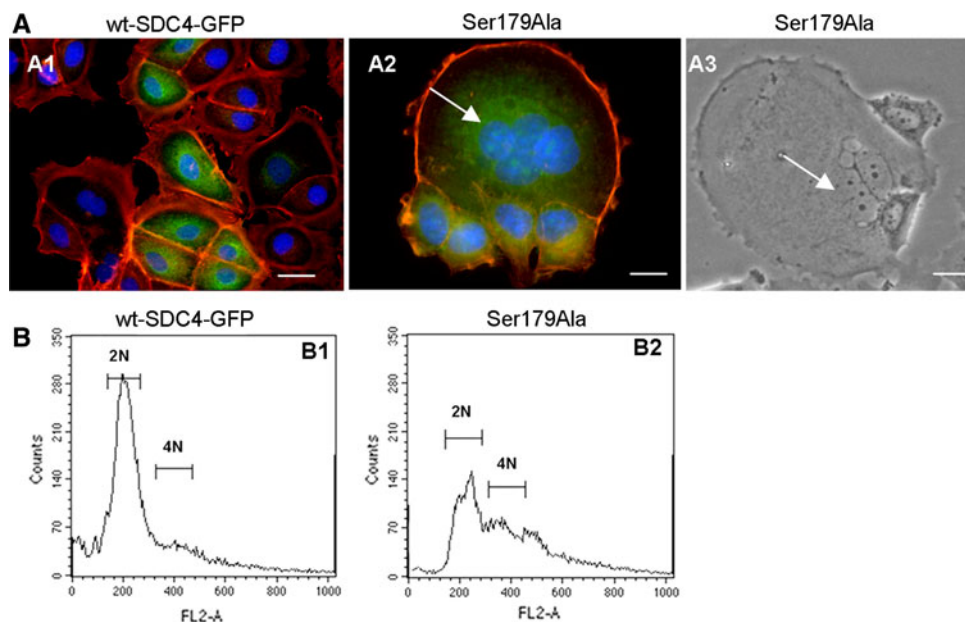 A
wt-SDC4-GFP
Ser179Ala
Ser179Ala
A1
A2
A3
B
wt-SDC4-GFP
Ser179Ala
B1
350
280
210
140
70
0
Counts
2N
4N
0 200 400 600 800 1000
FL2-A
B2
350
280
210
140
70
0
Counts
2N
4N
0 200 400 600 800 1000
FL2-A